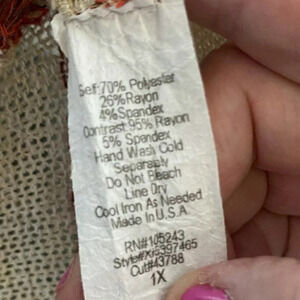 Self:70% Polyester
26%Rayon
4%Spandex
Contrast:95% Rayon
5% Spandex
Hand Wash Cold
Separably
Do Not Bleach
Line Dry
Cool Iron As Needed
Made In U.S.A
RN#105243
Cut#43788
1X